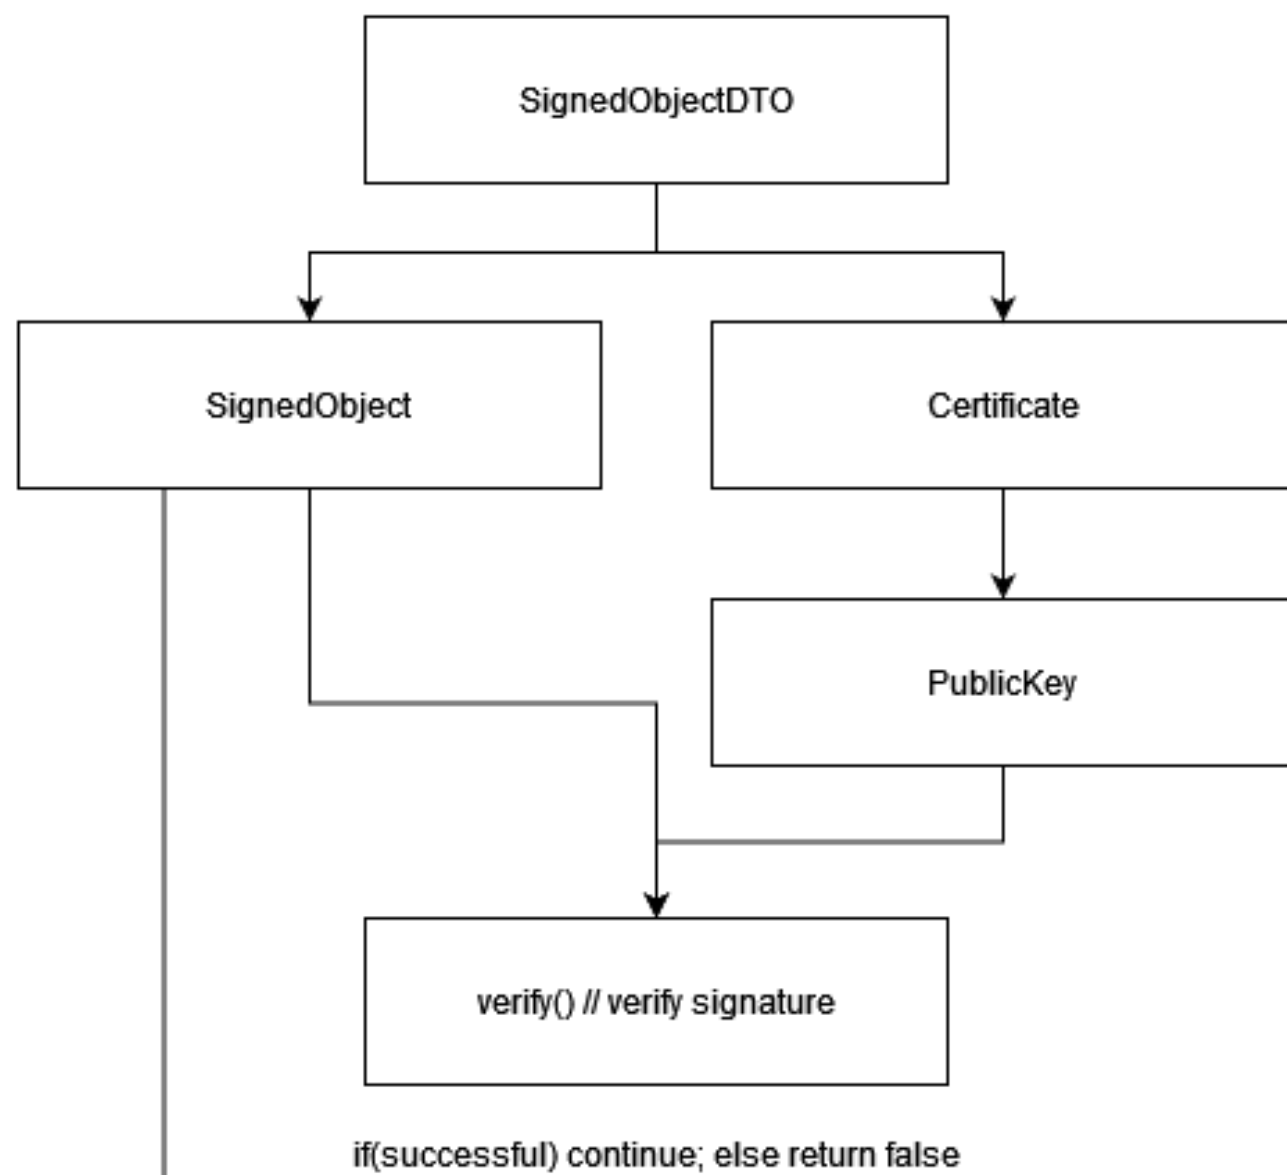 SignedObjectDTO
SignedObject
Certificate
PublicKey
verify() // verify signature
if(successful) continue; else return false